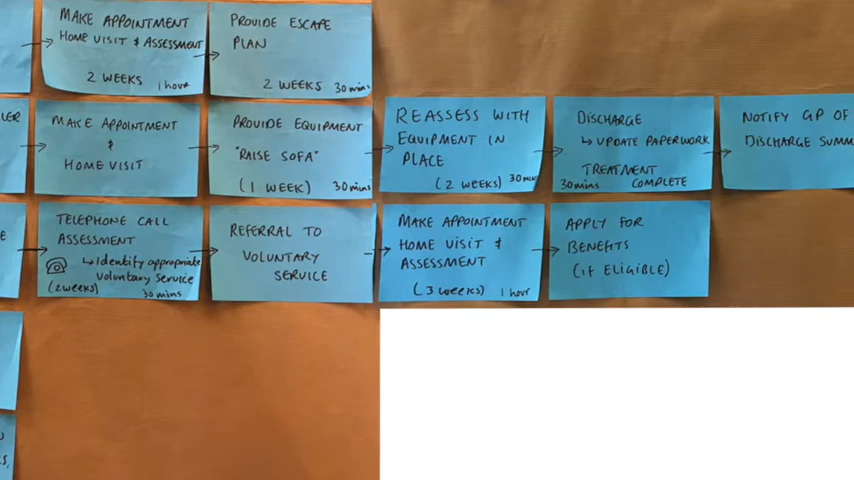 MAKE APPOINTMENT
HOME VISIT & ASSESSMENT
2 WEEKS 1 hour
PROVIDE ESCAPE
PLAN
2 WEEKS 30 mins
MAKE APPOINTMENT
&
HOME VISIT
PROVIDE EQUIPMENT
"RAISE SOFA"
(1 WEEK) 30 mins
REASSESS WITH
EQUIPMENT IN
PLACE
(2 WEEKS) 30 mins
DISCHARGE
↳ UPDATE PAPERWORK
TREATMENT
30 mins COMPLETE
NOTIFY GP OF
DISCHARGE SUMM
TELEPHONE CALL
ASSESSMENT
↳ Identify appropriate
Voluntary Service
(2 weeks)
30 mins
REFERRAL TO
VOLUNTARY
SERVICE
MAKE APPOINTMENT
HOME VISIT &
ASSESSMENT
(3 weeks) 1 hour
APPLY FOR
BENEFITS
(IF ELIGIBLE)